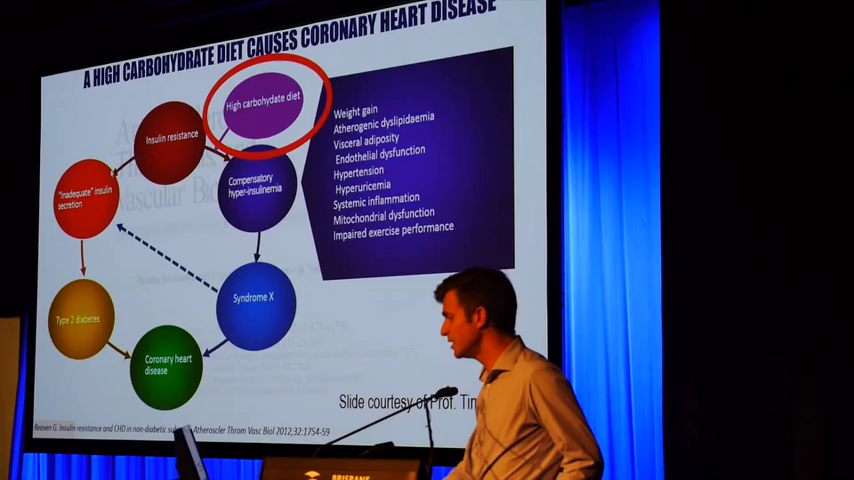 A HIGH CARBOHYDRATE DIET CAUSES CORONARY HEART DISEASE
High carbohydate diet
Insulin resistance
Compensatory
hyper-insulinemia
"Inadequate" insulin
secretion
Weight gain
Atherogenic dyslipidaemia
Visceral adiposity
Endothelial dysfunction
Hypertension
Hyperuricemia
Systemic inflammation
Mitochondrial dysfunction
Impaired exercise performance
Syndrome X
Type 2 diabetes
Coronary heart
disease
Slide courtesy of Prof. Tim
Reaven G. Insulin resistance and CHD in non-diabetic Atheroscler Throm Vasc Biol 2012;32:1754-59
BRISBANE